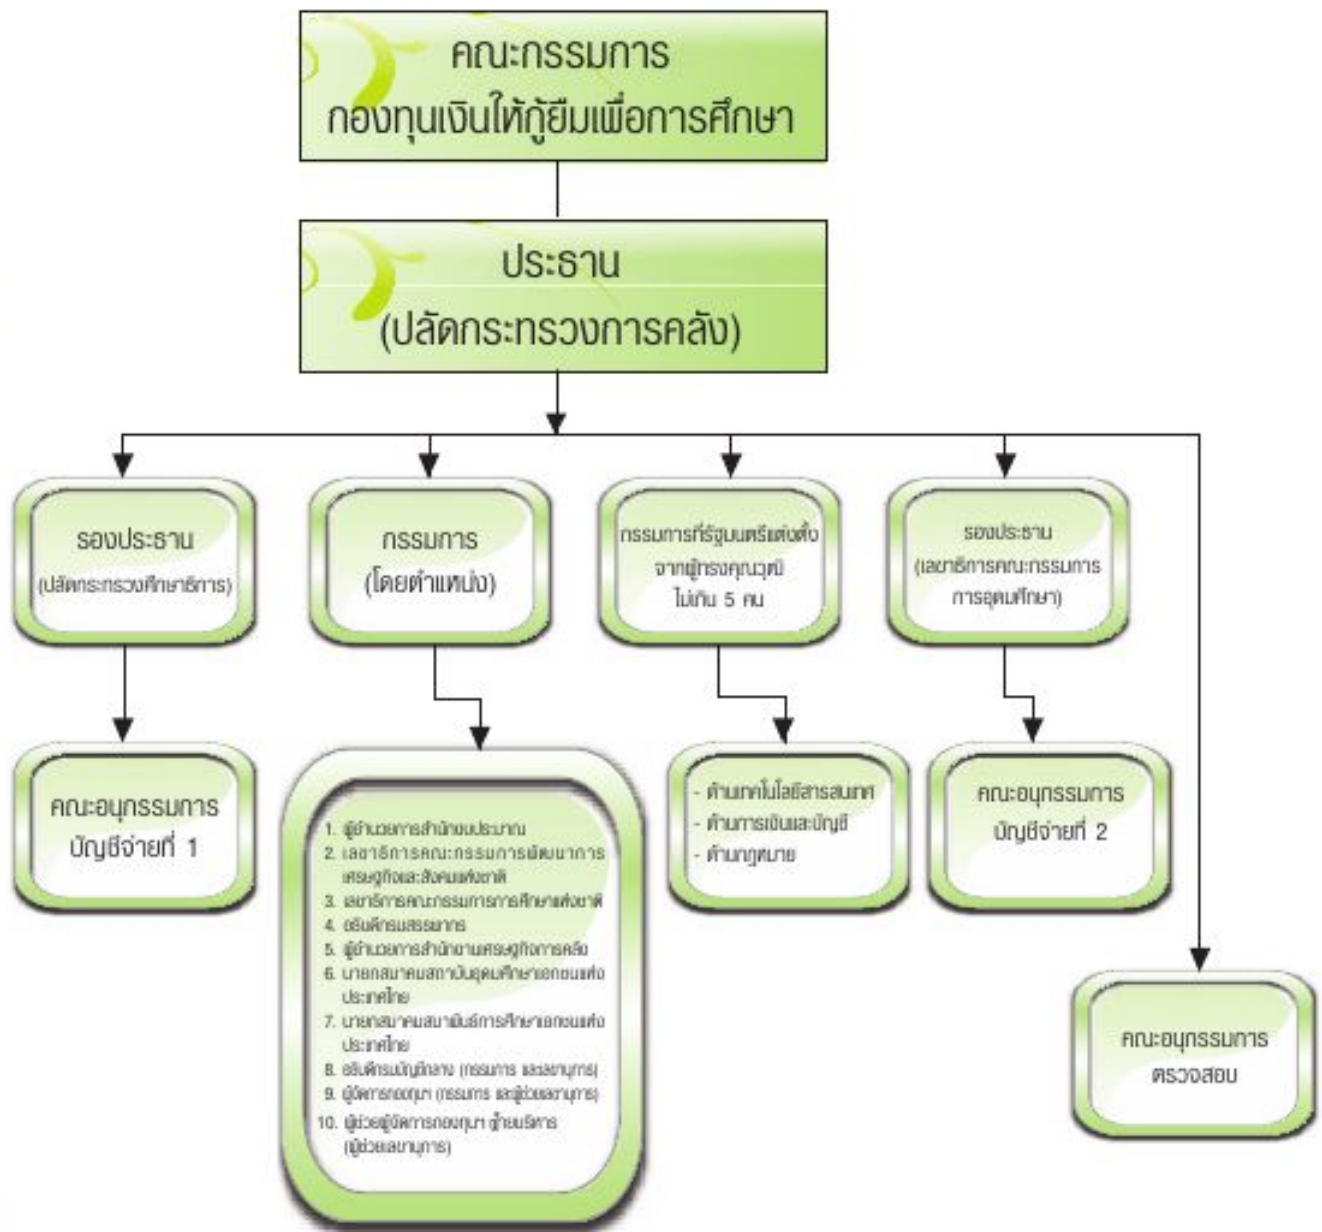 คณะกรรมการ
กองทุนเงินให้กู้ยืมเพื่อการศึกษา
ประธาน
(ปลัดกระทรวงการคลัง)
รองประธาน
(ปลัดกระทรวงศึกษาธิการ)
กรรมการ
(โดยตำแหน่ง)
กรรมการที่รัฐมนตรีแต่งตั้ง
จากผู้ทรงคุณวุฒิ
ไม่เกิน 5 คน
รองประธาน
(เลขาธิการคณะกรรมการ
การอุดมศึกษา)
คณะอนุกรรมการ
บัญชีจ่ายที่ 1
1. ผู้อำนวยการสำนักงบประมาณ
2. เลขาธิการคณะกรรมการพัฒนาการ
เศรษฐกิจและสังคมแห่งชาติ
3. เลขาธิการคณะกรรมการการศึกษาแห่งชาติ
4. อธิบดีกรมสรรพากร
5. ผู้อำนวยการสำนักงานเศรษฐกิจการคลัง
6. นายกสมาคมสถาบันอุดมศึกษาเอกชนแห่ง
ประเทศไทย
7. นายกสมาคมสมาพันธ์การศึกษาเอกชนแห่ง
ประเทศไทย
8. อธิบดีกรมบัญชีกลาง (กรรมการ และเลขานุการ)
9. ผู้จัดการกองทุนฯ (กรรมการ และผู้ช่วยเลขานุการ)
10. ผู้ช่วยผู้จัดการกองทุนฯ ฝ่ายบริหาร
(ผู้ช่วยเลขานุการ)
- ด้านเทคโนโลยีสารสนเทศ
- ด้านการเงินและบัญชี
- ด้านกฎหมาย
คณะอนุกรรมการ
บัญชีจ่ายที่ 2
คณะอนุกรรมการ
ตรวจสอบ